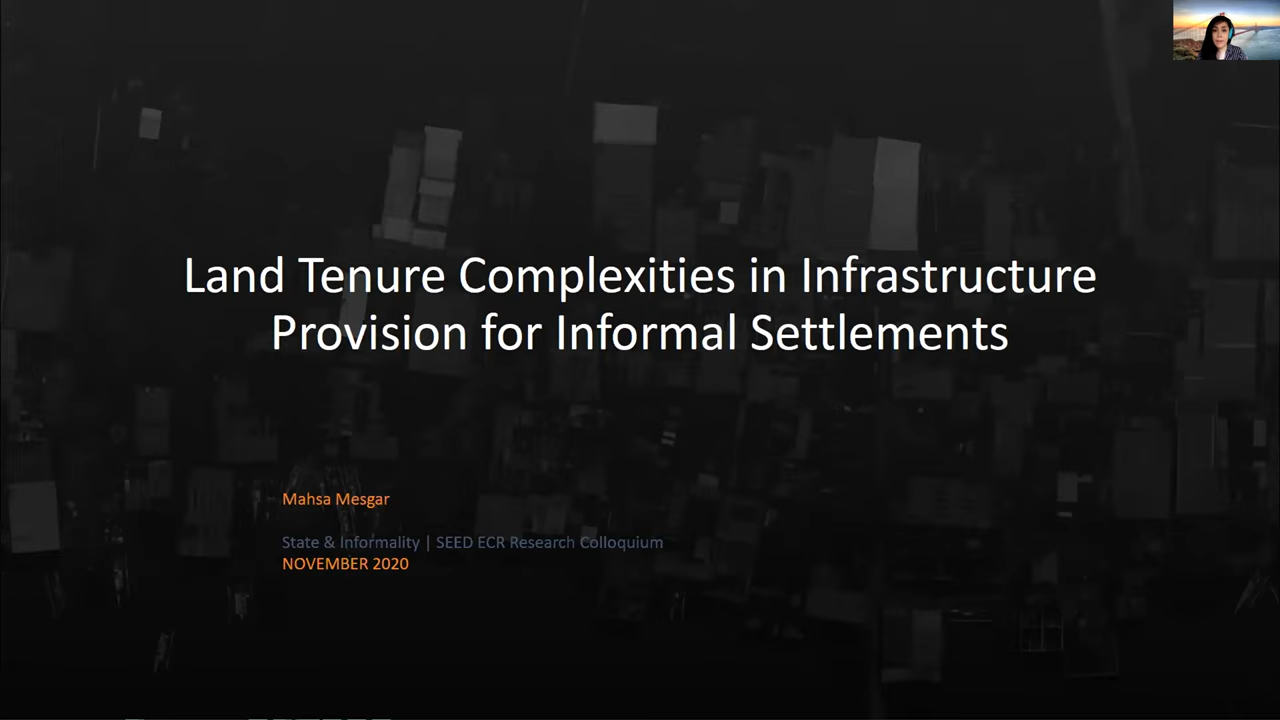 Land Tenure Complexities in Infrastructure
Provision for Informal Settlements
Mahsa Mesgar
State & Informality | SEED ECR Research Colloquium
NOVEMBER 2020